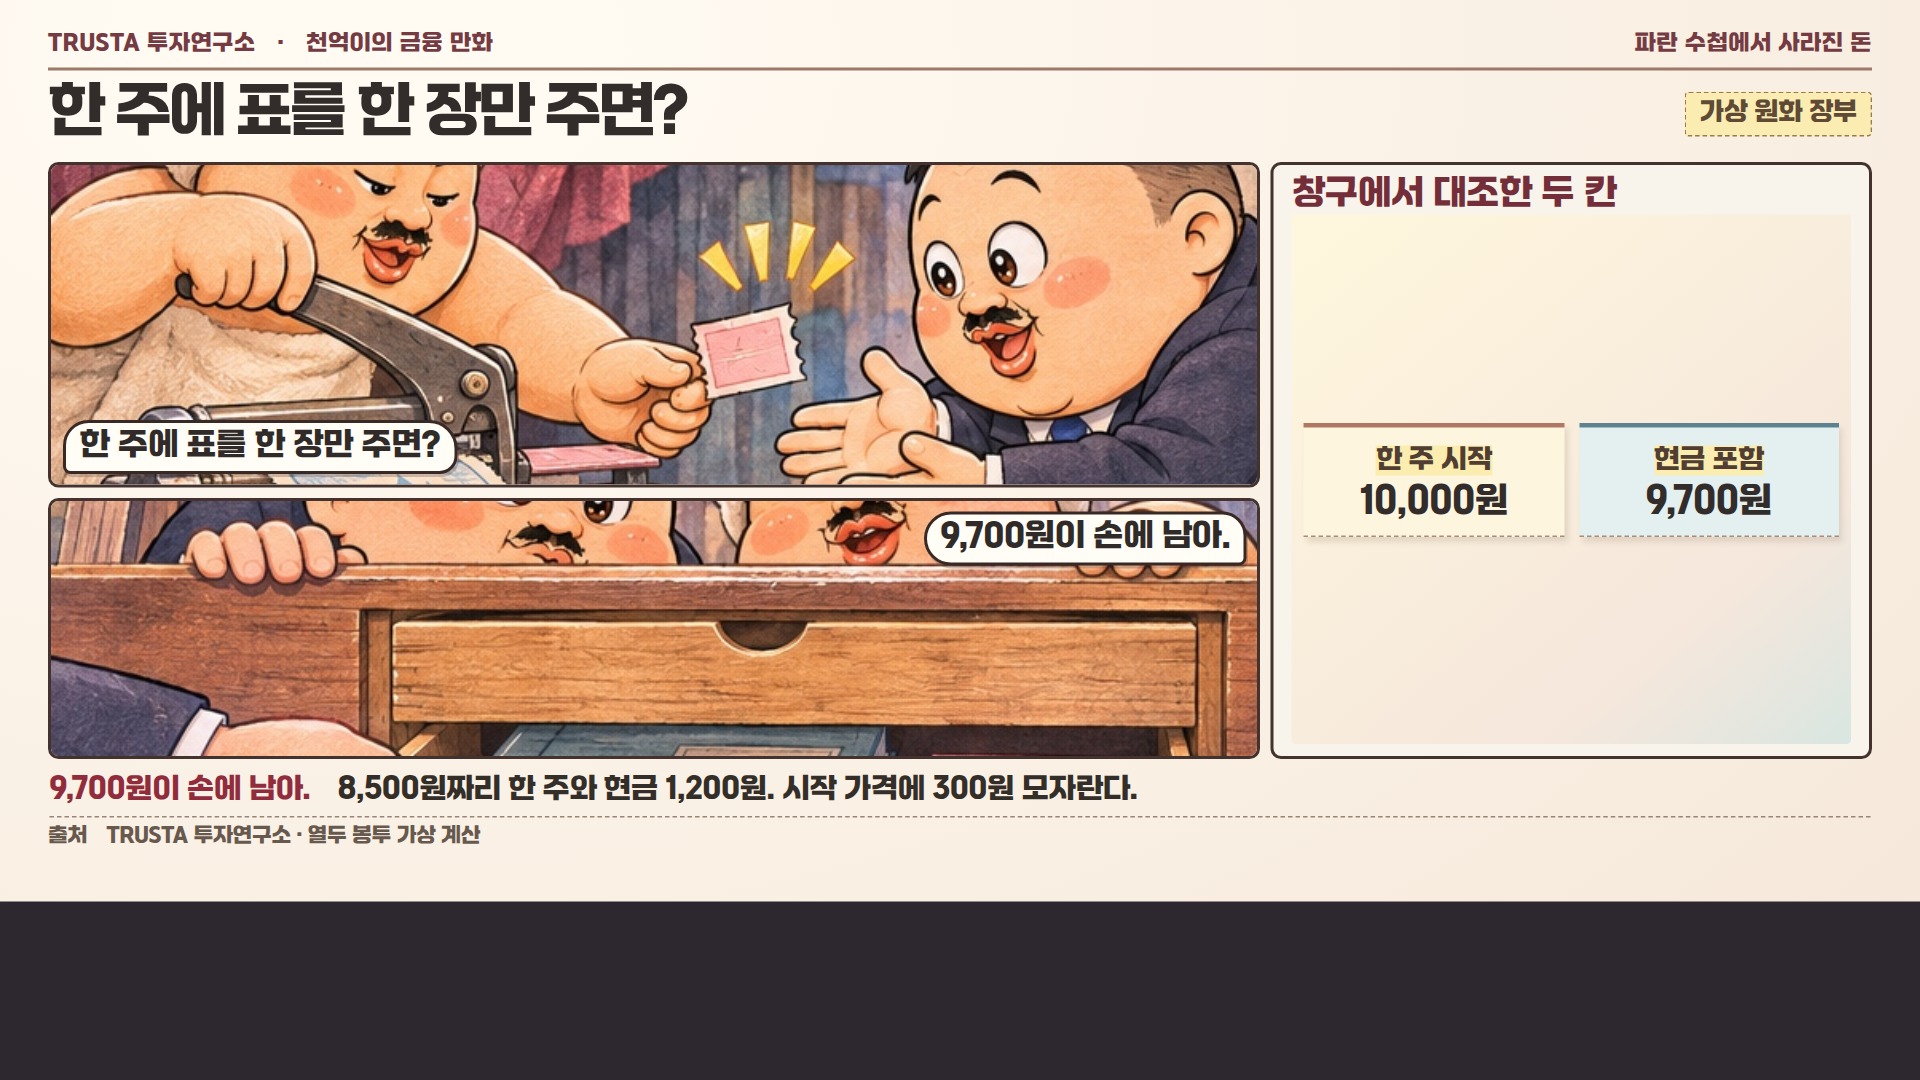 TRUSTA 투자연구소 · 천억이의 금융 만화
파란 수첩에서 사라진 돈
한 주에 표를 한 장만 주면?
가상 원화 장부
한 주에 표를 한 장만 주면?
9,700원이 손에 남아.
창구에서 대조한 두 칸
한 주 시작
10,000원
현금 포함
9,700원
9,700원이 손에 남아. 8,500원짜리 한 주와 현금 1,200원. 시작 가격에 300원 모자란다.
출처 TRUSTA 투자연구소 · 열두 봉투 가상 계산